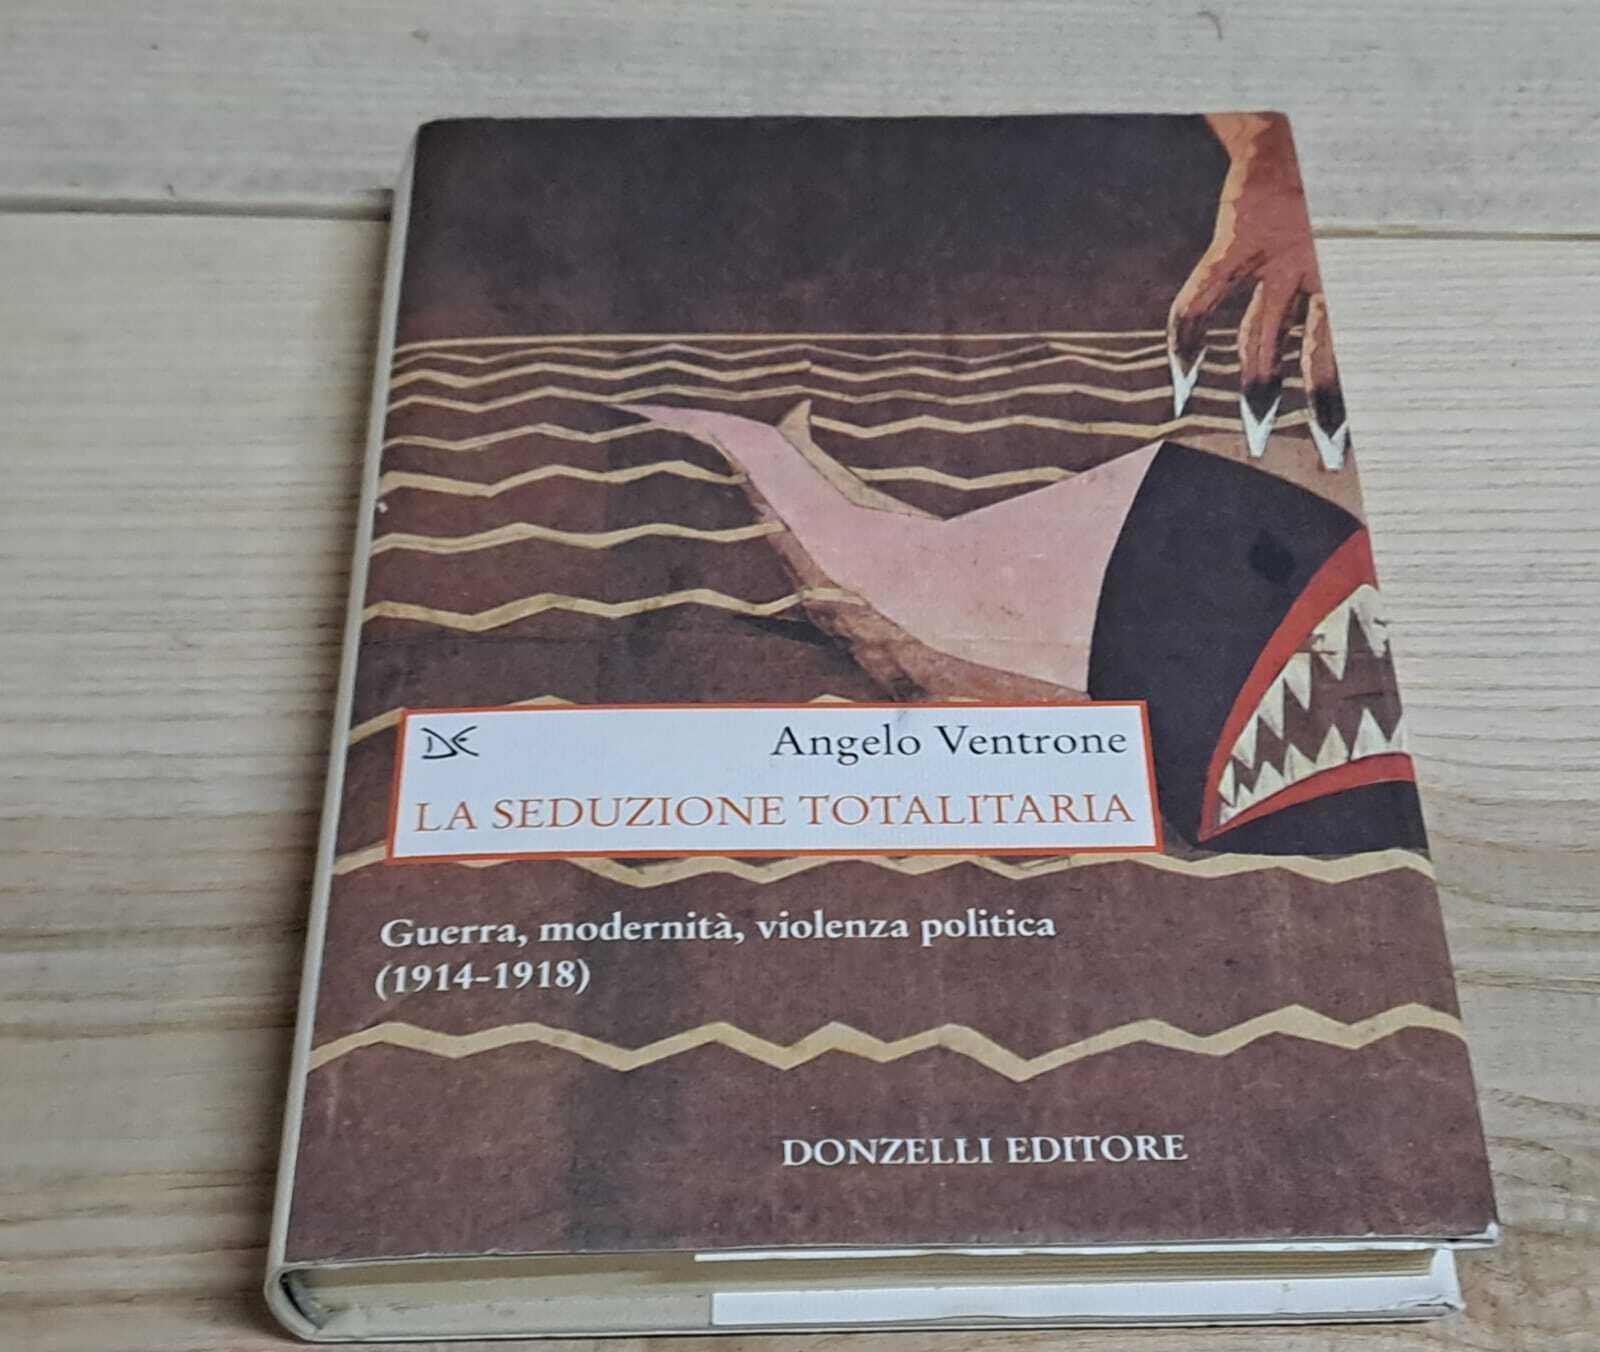 DE
Angelo Ventrone
LA SEDUZIONE TOTALITARIA
Guerra, modernità, violenza politica
(1914-1918)
DONZELLI EDITORE